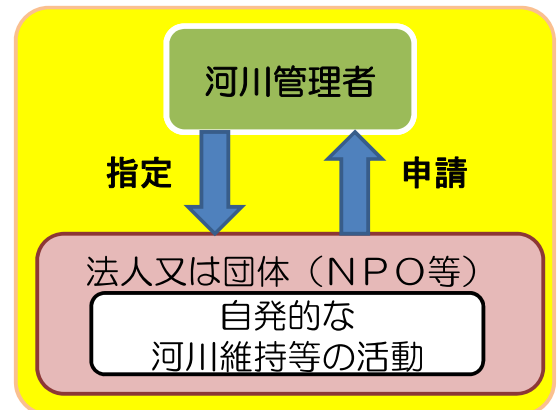 河川管理者
指定
申請
法人又は団体（ＮＰＯ等）
自発的な
河川維持等の活動